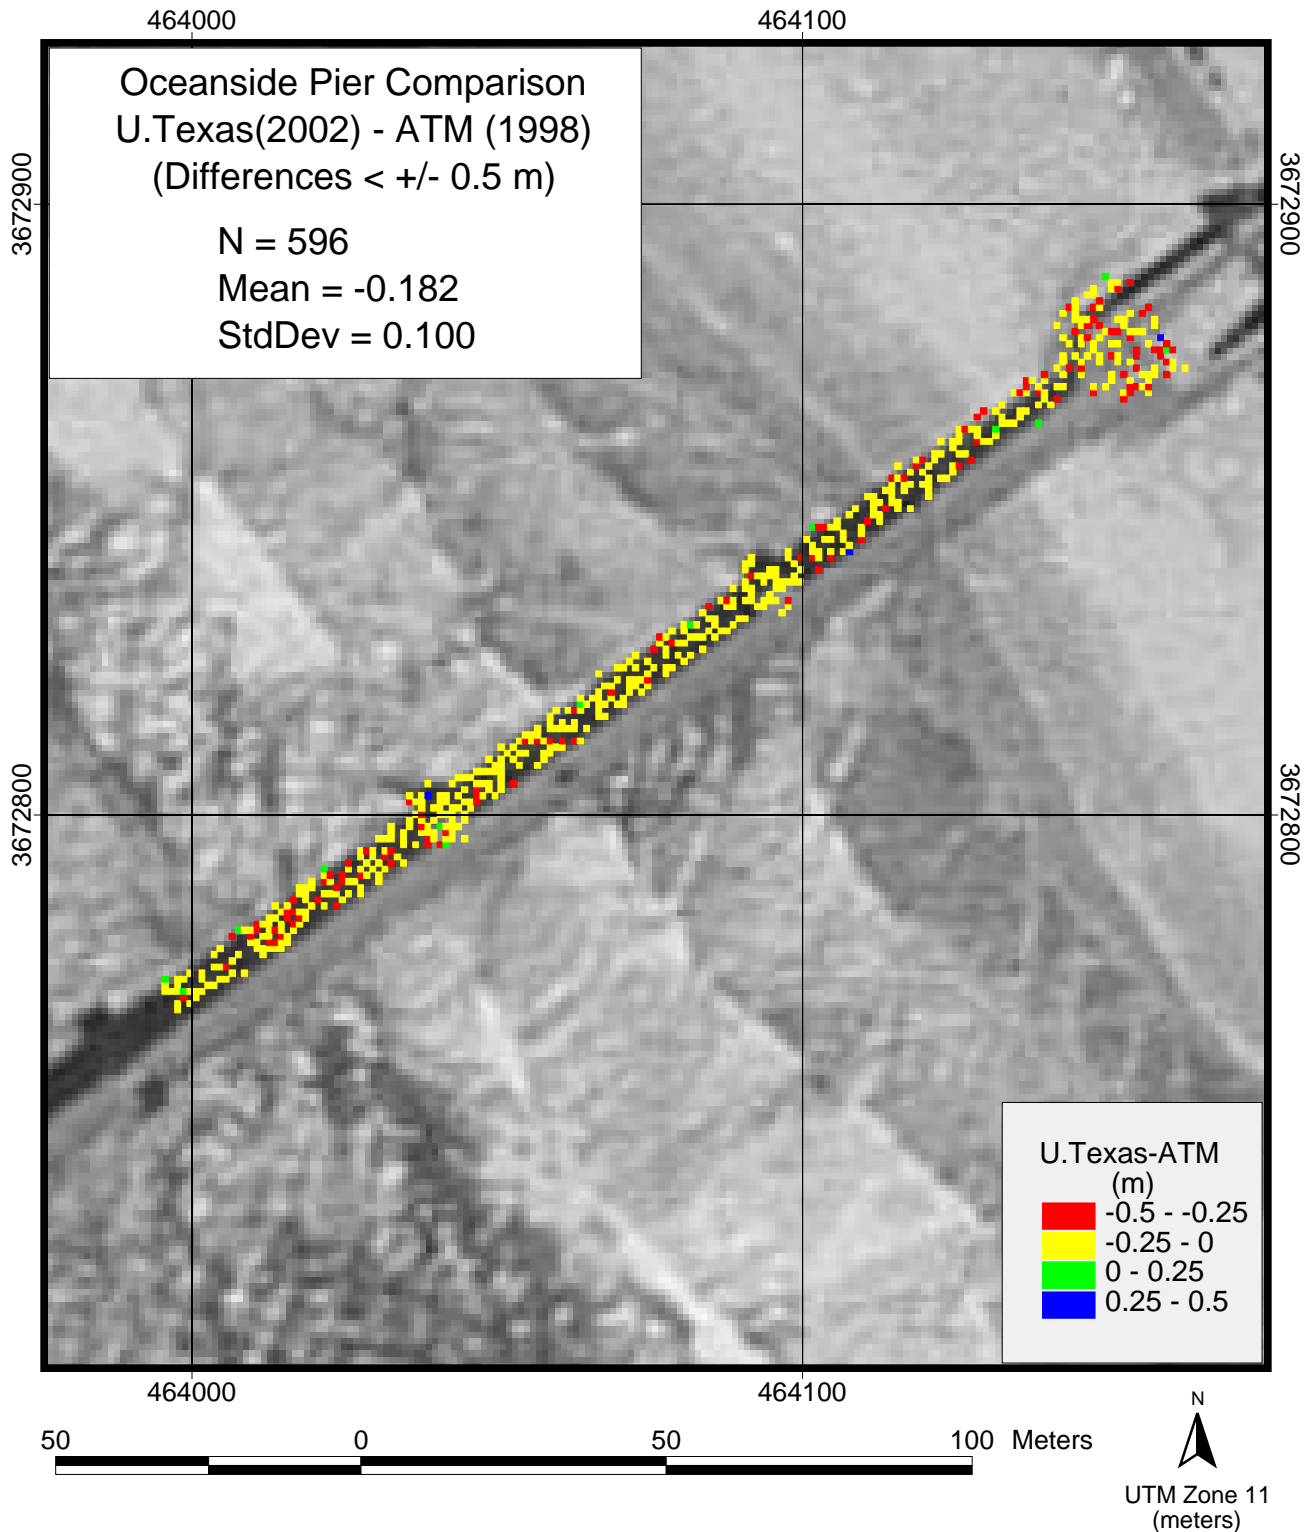 464000 464100
Oceanside Pier Comparison
U.Texas(2002) - ATM (1998)
(Differences < +/- 0.5 m)
N = 596
Mean = -0.182
StdDev = 0.100
3672900 3672900
3672800 3672800
U.Texas-ATM
(m)
-0.5 - -0.25
-0.25 - 0
0 - 0.25
0.25 - 0.5
464000 464100
50 0 50 100 Meters
N
UTM Zone 11
(meters)